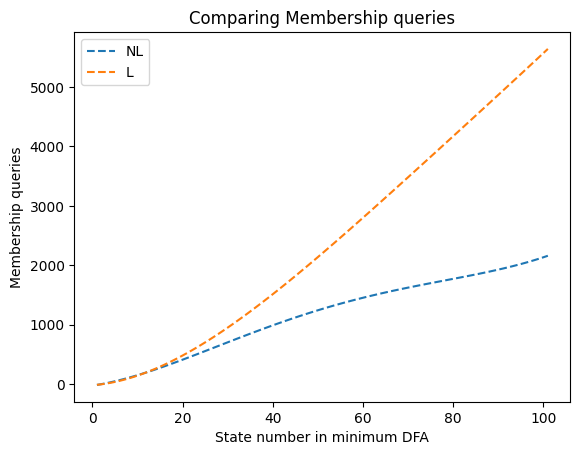 Comparing Membership queries
NL
L
5000
4000
3000
2000
1000
0
Membership queries
0 20 40 60 80 100
State number in minimum DFA